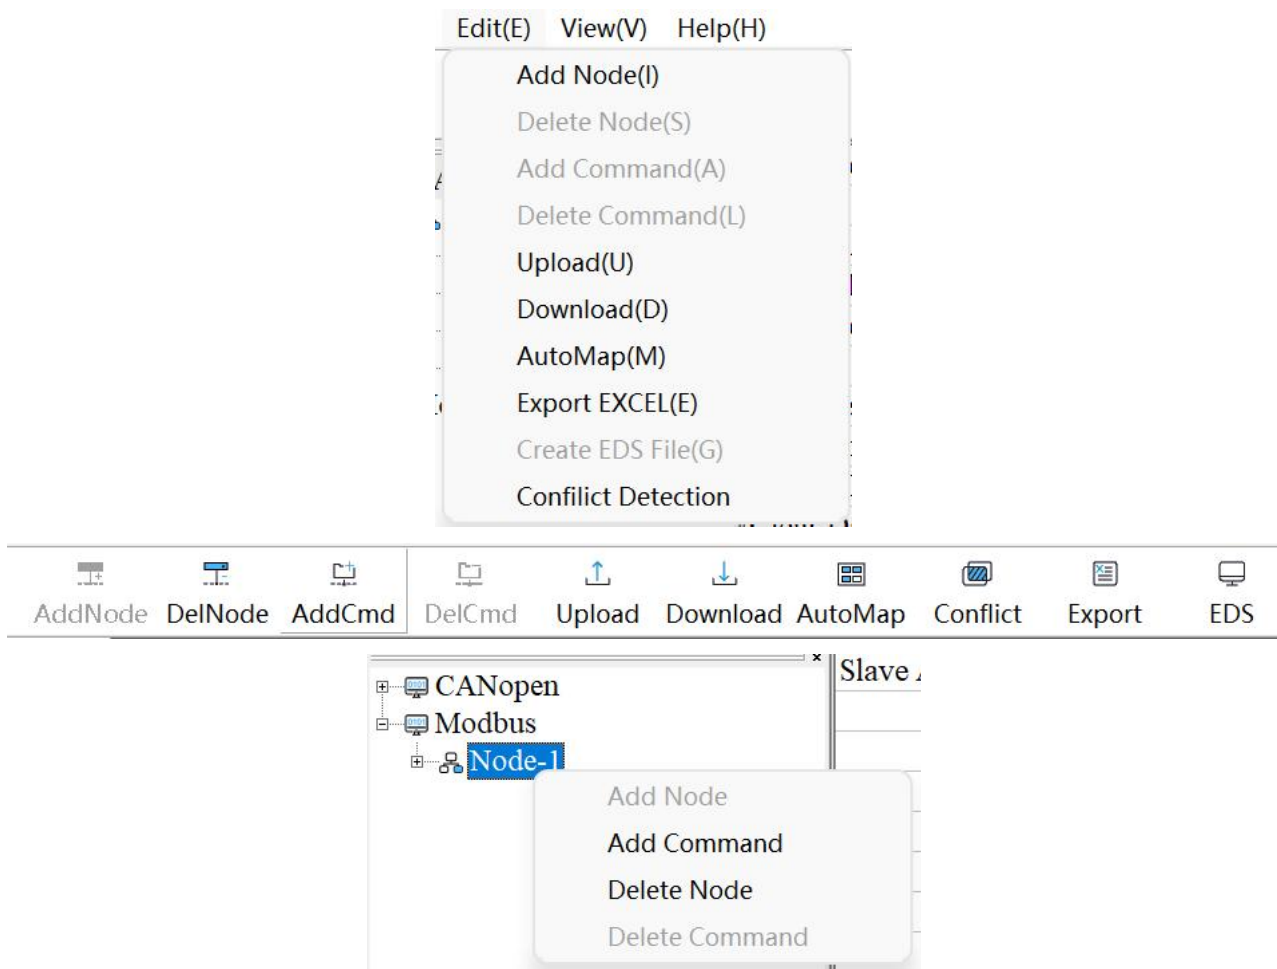 Edit(E) View(V) Help(H)
Add Node(I)
Delete Node(S)
Add Command(A)
Delete Command(L)
Upload(U)
Download(D)
AutoMap(M)
Export EXCEL(E)
Create EDS File(G)
Confilict Detection
AddNode DelNode AddCmd DelCmd Upload Download AutoMap Conflict Export EDS
CANopen
Slave
Modbus
Node-1
Add Node
Add Command
Delete Node
Delete Command